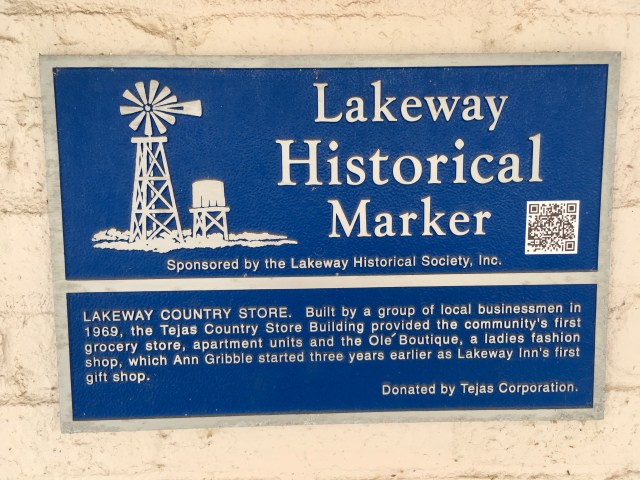 Lakeway
Historical
Marker
Sponsored by the Lakeway Historical Society, Inc.
LAKEWAY COUNTRY STORE. Built by a group of local businessmen in
1969, the Tejas Country Store Building provided the community's first
grocery store, apartment units and the Olé Boutique, a ladies fashion
shop, which Ann Gribble started three years earlier as Lakeway Inn's first
gift shop.
Donated by Tejas Corporation.